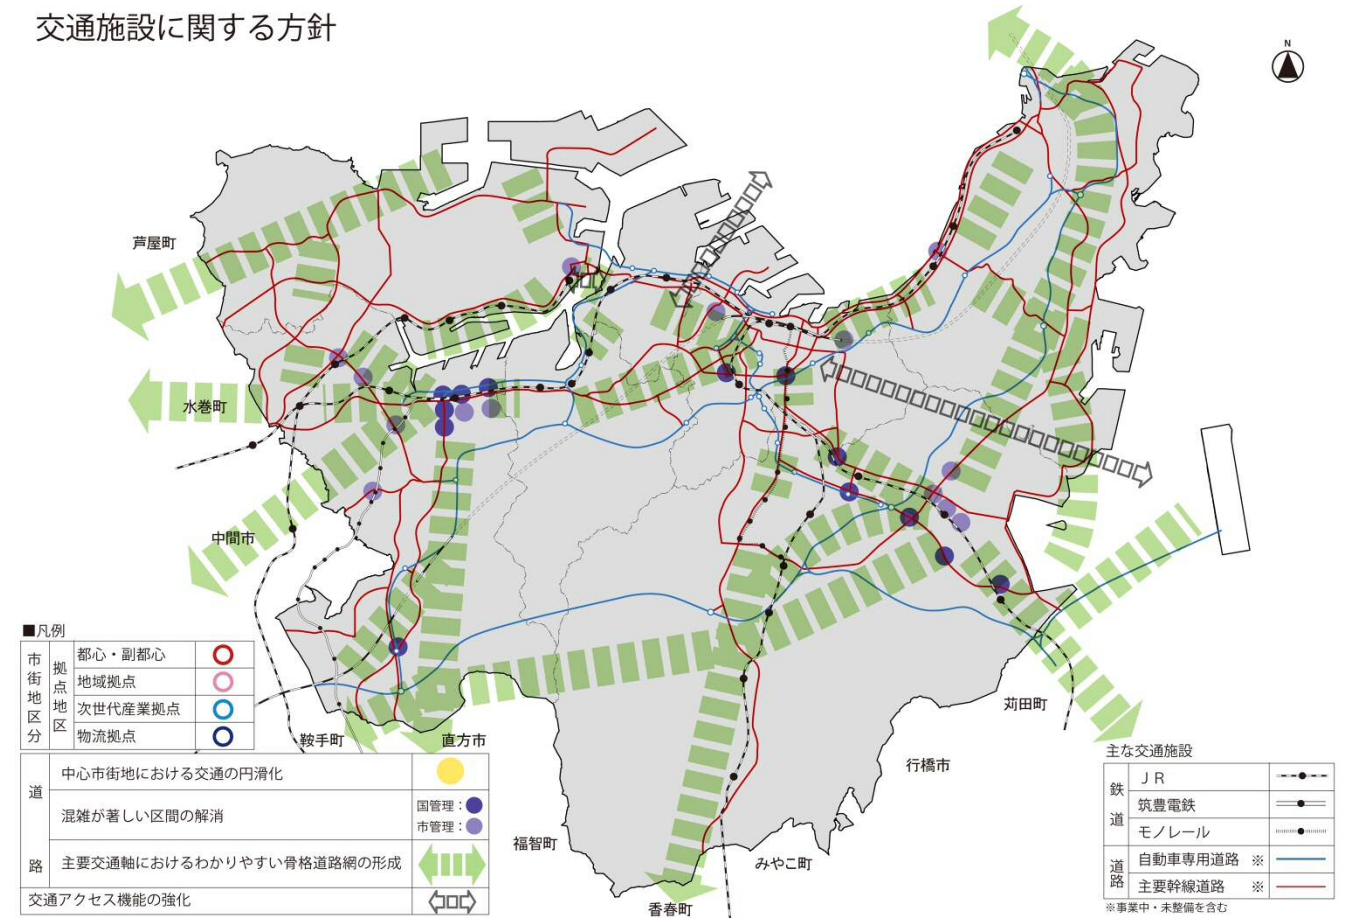 交通施設に関する方針
N
芦屋町
水巻町
中間市
鞍手町
直方市
福智町
香春町
みやこ町
行橋市
苅田町
■凡例
市街地区分
拠点地区
都心・副都心
地域拠点
次世代産業拠点
物流拠点
道路
中心市街地における交通の円滑化
混雑が著しい区間の解消
国管理：
市管理：
主要交通軸におけるわかりやすい骨格道路網の形成
交通アクセス機能の強化
主な交通施設
鉄道
ＪＲ
筑豊電鉄
モノレール
道路
自動車専用道路 ※
主要幹線道路 ※
※事業中・未整備を含む